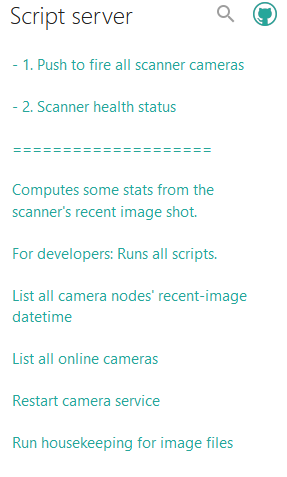 Script server
- 1. Push to fire all scanner cameras
- 2. Scanner health status
=====================
Computes some stats from the
scanner's recent image shot.
For developers: Runs all scripts.
List all camera nodes' recent-image
datetime
List all online cameras
Restart camera service
Run housekeeping for image files